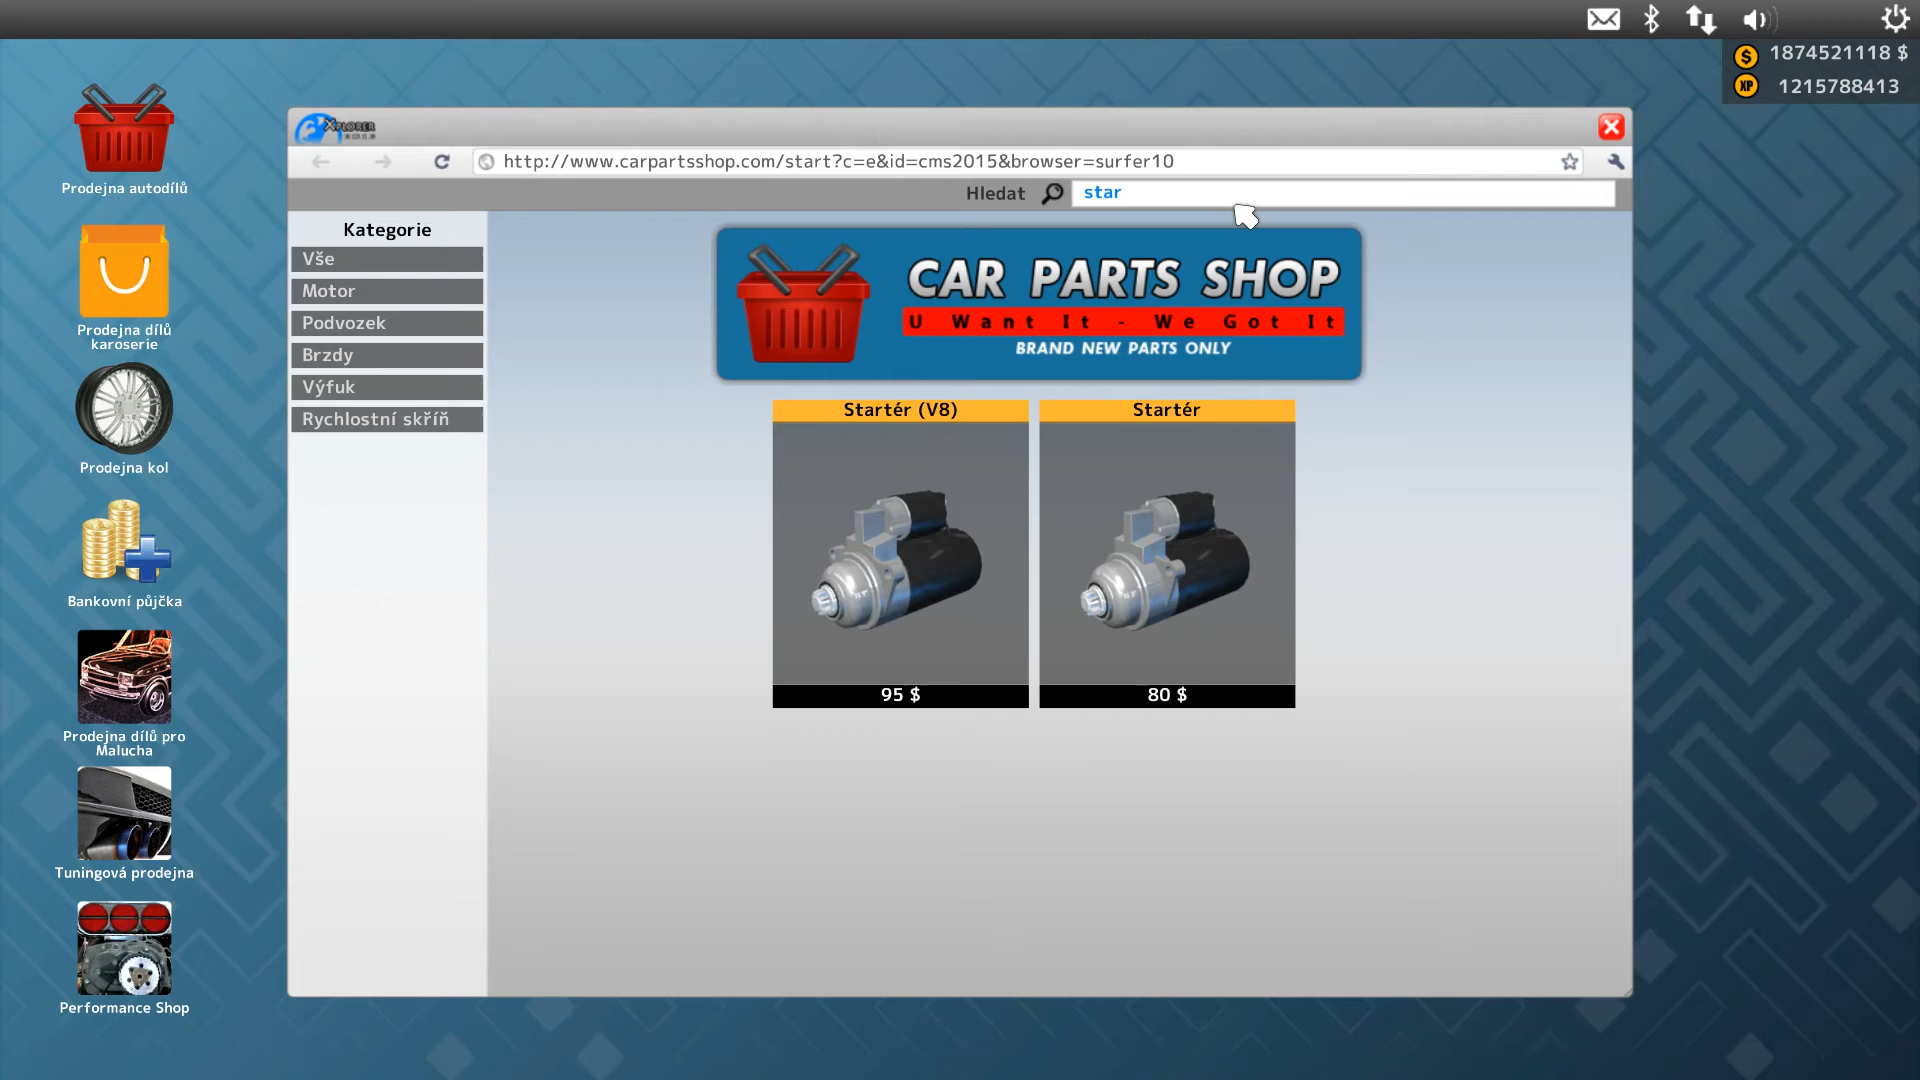 1874521118 $
XP 1215788413
Prodejna autodílů
Prodejna dílů
karoserie
Prodejna kol
Bankovní půjčka
Prodejna dílů pro
Malucha
Tuningová prodejna
Performance Shop
XPLORER
http://www.carpartsshop.com/start?c=e&id=cms2015&browser=surfer10
Hledat star
Kategorie
Vše
Motor
Podvozek
Brzdy
Výfuk
Rychlostní skříň
CAR PARTS SHOP
U Want It - We Got It
BRAND NEW PARTS ONLY
Startér (V8)
95 $
Startér
80 $